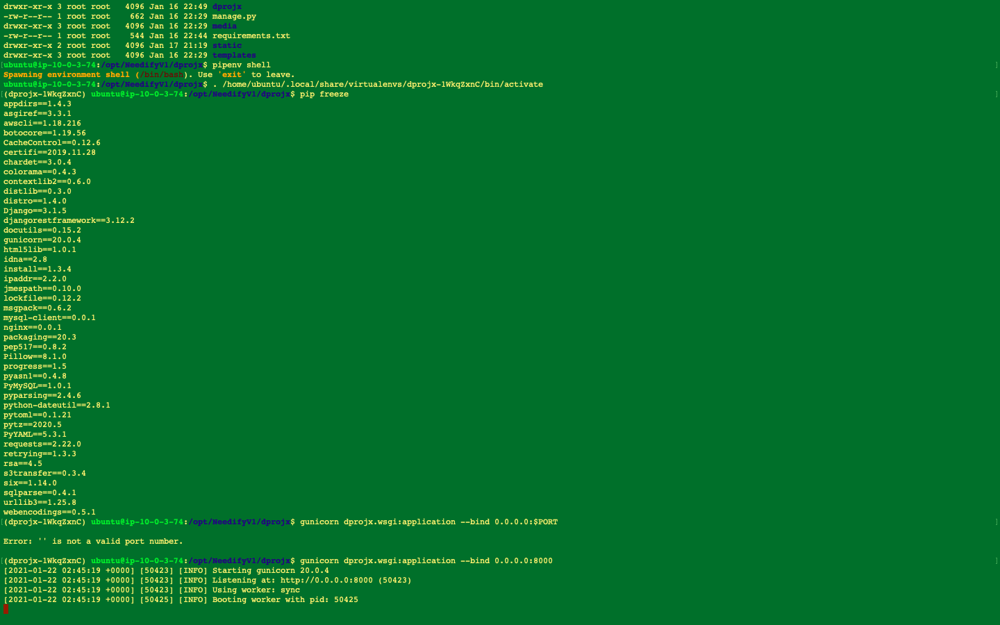 drwxr-xr-x 3 root root   4096 Jan 16 22:49 dprojx
-rw-r--r-- 1 root root    662 Jan 16 22:29 manage.py
drwxr-xr-x 3 root root   4096 Jan 16 22:29 media
-rw-r--r-- 1 root root    544 Jan 16 22:44 requirements.txt
drwxr-xr-x 2 root root   4096 Jan 17 21:19 static
drwxr-xr-x 3 root root   4096 Jan 16 22:29 templates
[ubuntu@ip-10-0-3-74:/opt/NeedifyV1/dprojx$ pipenv shell ]
Spawning environment shell (/bin/bash). Use 'exit' to leave.
ubuntu@ip-10-0-3-74:/opt/NeedifyV1/dprojx$ . /home/ubuntu/.local/share/virtualenvs/dprojx-1WkqZxnC/bin/activate
[(dprojx-1WkqZxnC) ubuntu@ip-10-0-3-74:/opt/NeedifyV1/dprojx$ pip freeze ]
appdirs==1.4.3
asgiref==3.3.1
awscli==1.18.216
botocore==1.19.56
CacheControl==0.12.6
certifi==2019.11.28
chardet==3.0.4
colorama==0.4.3
contextlib2==0.6.0
distlib==0.3.0
distro==1.4.0
Django==3.1.5
djangorestframework==3.12.2
docutils==0.15.2
gunicorn==20.0.4
html5lib==1.0.1
idna==2.8
install==1.3.4
ipaddr==2.2.0
jmespath==0.10.0
lockfile==0.12.2
msgpack==0.6.2
mysql-client==0.0.1
nginx==0.0.1
packaging==20.3
pep517==0.8.2
Pillow==8.1.0
progress==1.5
pyasn1==0.4.8
PyMySQL==1.0.1
pyparsing==2.4.6
python-dateutil==2.8.1
pytoml==0.1.21
pytz==2020.5
PyYAML==5.3.1
requests==2.22.0
retrying==1.3.3
rsa==4.5
s3transfer==0.3.4
six==1.14.0
sqlparse==0.4.1
urllib3==1.25.8
webencodings==0.5.1
[(dprojx-1WkqZxnC) ubuntu@ip-10-0-3-74:/opt/NeedifyV1/dprojx$ gunicorn dprojx.wsgi:application --bind 0.0.0.0:$PORT ]
Error: '' is not a valid port number.
[(dprojx-1WkqZxnC) ubuntu@ip-10-0-3-74:/opt/NeedifyV1/dprojx$ gunicorn dprojx.wsgi:application --bind 0.0.0.0:8000 ]
[2021-01-22 02:45:19 +0000] [50423] [INFO] Starting gunicorn 20.0.4
[2021-01-22 02:45:19 +0000] [50423] [INFO] Listening at: http://0.0.0.0:8000 (50423)
[2021-01-22 02:45:19 +0000] [50423] [INFO] Using worker: sync
[2021-01-22 02:45:19 +0000] [50425] [INFO] Booting worker with pid: 50425